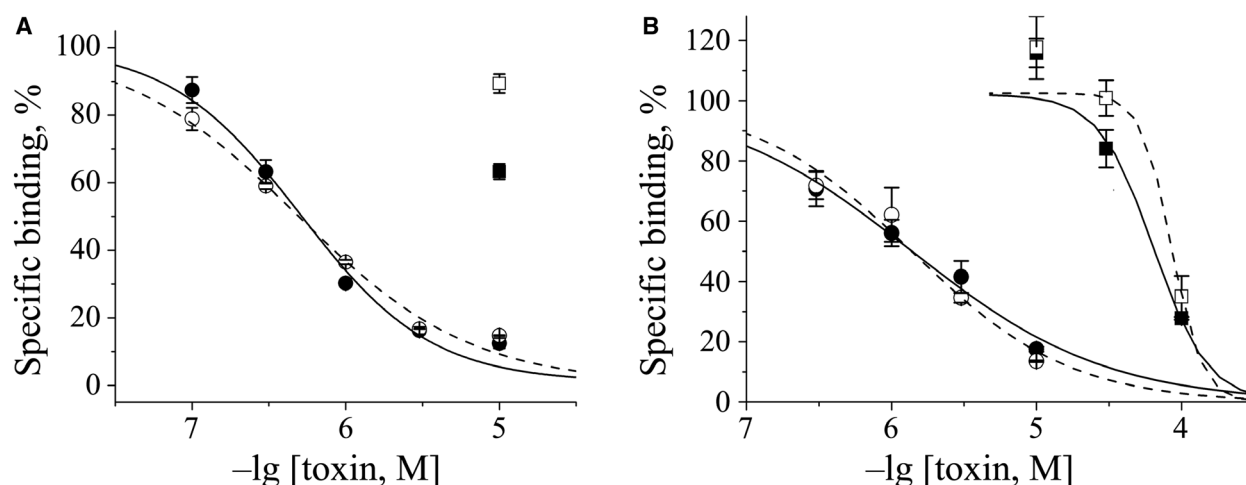 A
Specific binding, %
100
80
60
40
20
0
7 6 5
–lg [toxin, M]
B
Specific binding, %
120
100
80
60
40
20
0
7 6 5 4
–lg [toxin, M]